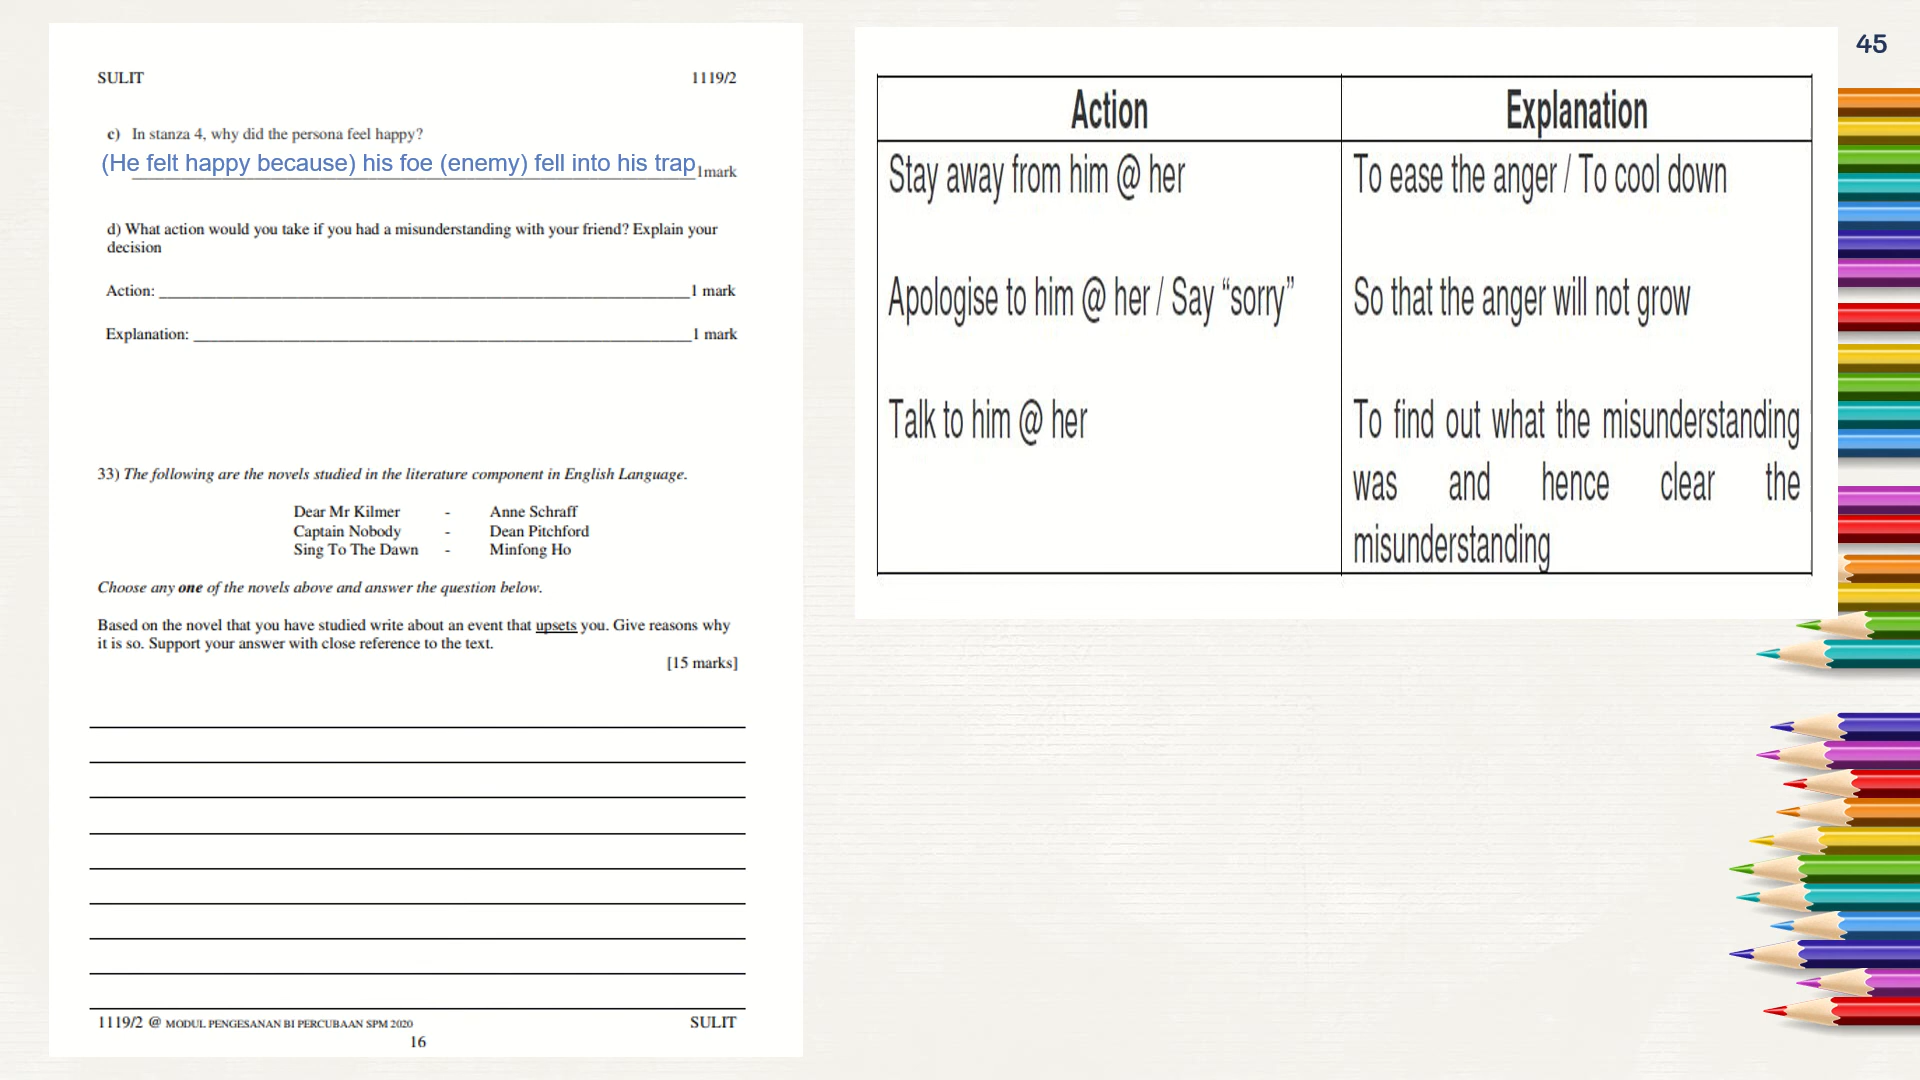 SULIT 1119/2
c) In stanza 4, why did the persona feel happy?
(He felt happy because) his foe (enemy) fell into his trap
1mark
d) What action would you take if you had a misunderstanding with your friend? Explain your
decision
Action: ______ 1 mark
Explanation: ______ 1 mark
33) The following are the novels studied in the literature component in English Language.
Dear Mr Kilmer - Anne Schraff
Captain Nobody - Dean Pitchford
Sing To The Dawn - Minfong Ho
Choose any one of the novels above and answer the question below.
Based on the novel that you have studied write about an event that upsets you. Give reasons why
it is so. Support your answer with close reference to the text.
[15 marks]
1119/2 @ MODUL PENGESANAN BI PERCUBAAN SPM 2020 SULIT
16
45
Action Explanation
Stay away from him @ her To ease the anger / To cool down
Apologise to him @ her / Say “sorry” So that the anger will not grow
Talk to him @ her To find out what the misunderstanding
was and hence clear the
misunderstanding